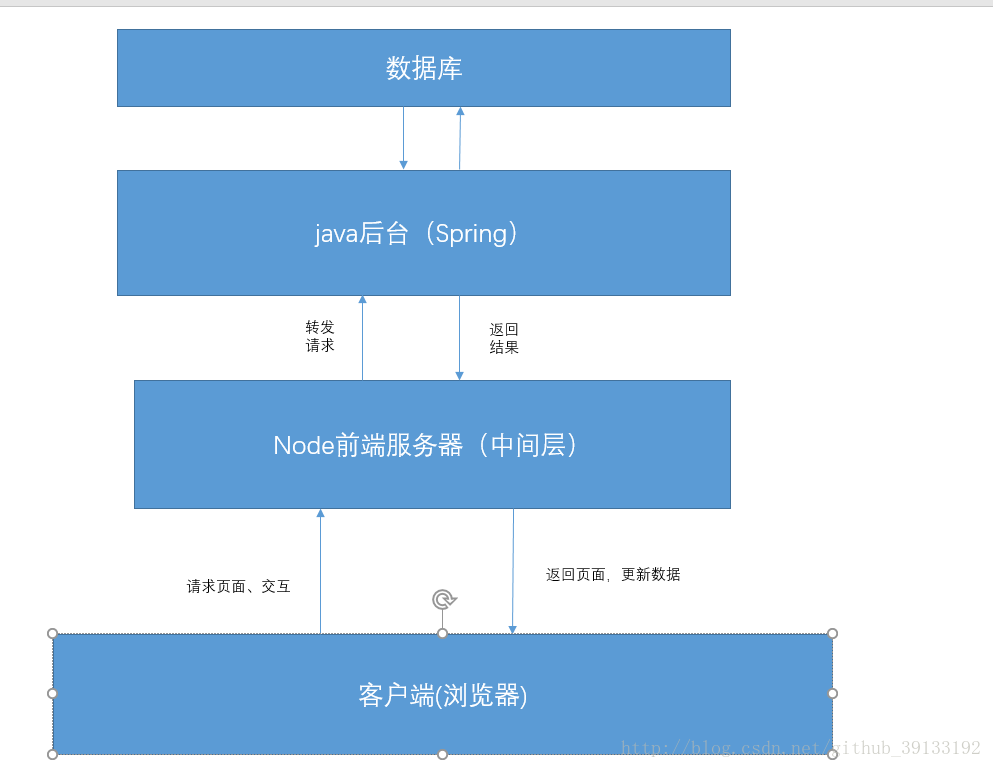 数据库
java后台（Spring）
转发
请求
返回
结果
Node前端服务器（中间层）
请求页面、交互
返回页面，更新数据
客户端(浏览器)
http://blog.csdn.net/github_39133192